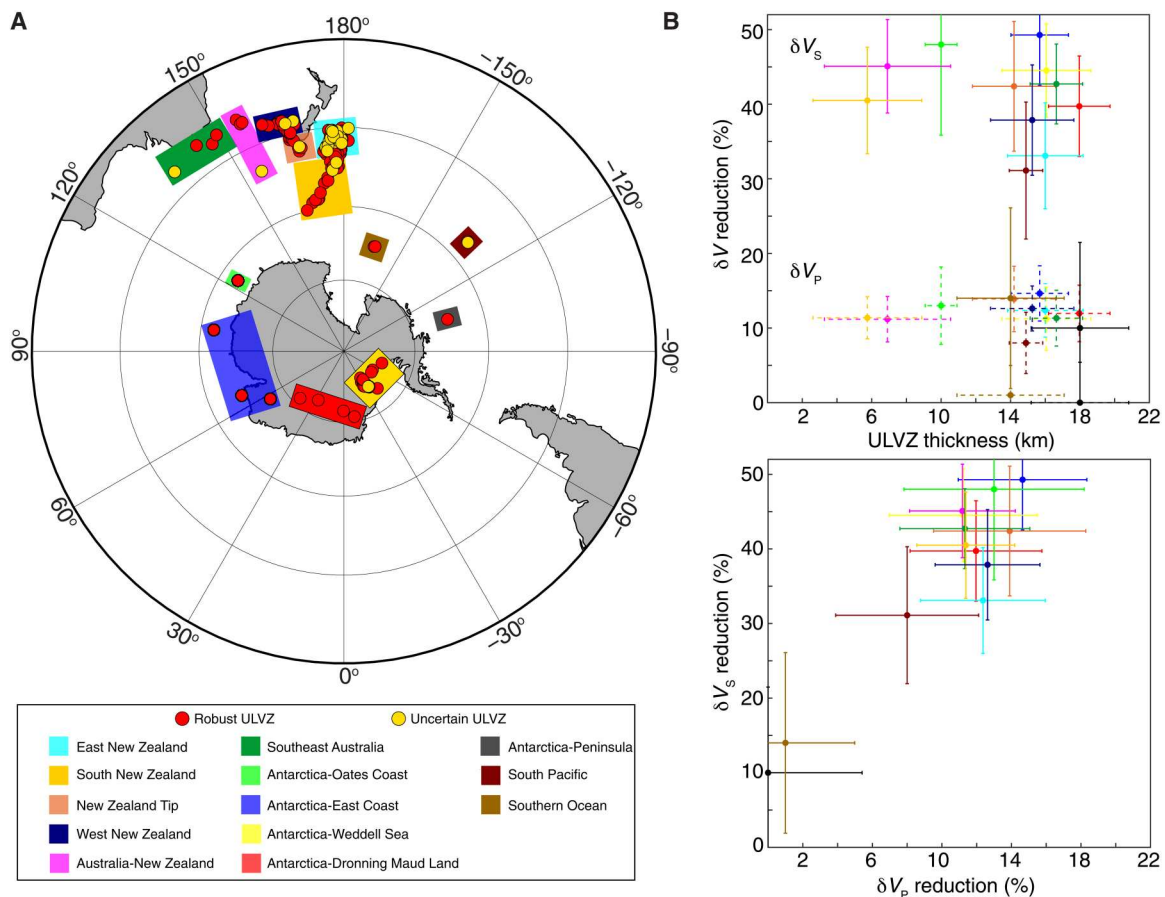 A
180°
150°
−150°
120°
−120°
90°
−90°
60°
−60°
30°
−30°
0°
Robust ULVZ
Uncertain ULVZ
East New Zealand
Southeast Australia
Antarctica-Peninsula
South New Zealand
Antarctica-Oates Coast
South Pacific
New Zealand Tip
Antarctica-East Coast
Southern Ocean
West New Zealand
Antarctica-Weddell Sea
Australia-New Zealand
Antarctica-Dronning Maud Land
B
50
40
30
20
10
0
δV reduction (%)
δVS
δVP
2 6 10 14 18 22
ULVZ thickness (km)
50
40
30
20
10
0
δVS reduction (%)
2 6 10 14 18 22
δVP reduction (%)